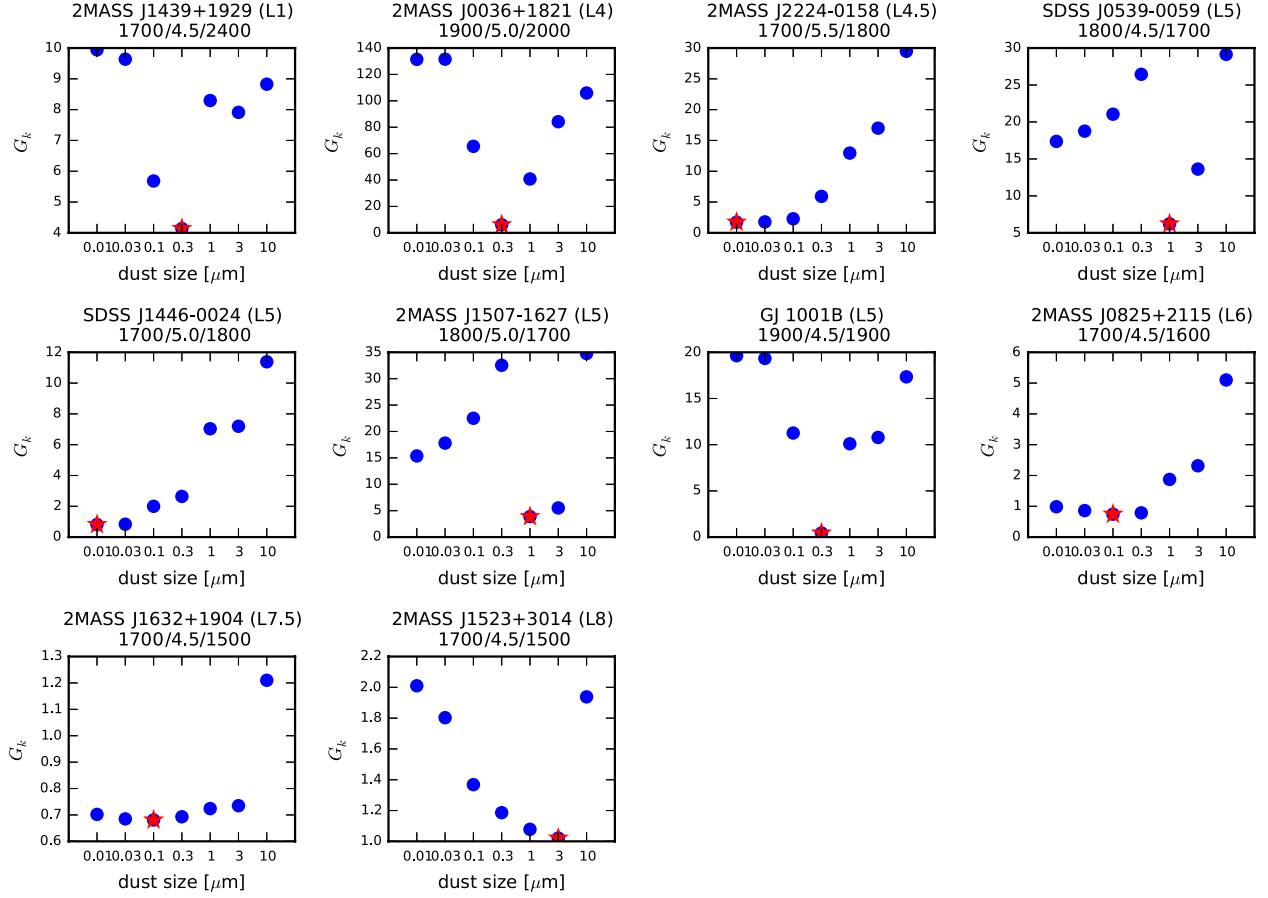 2MASS J1439+1929 (L1)
1700/4.5/2400
10
9
8
7
6
5
4
G_k
0.01 0.03 0.1 0.3 1 3 10
dust size [μm]
2MASS J0036+1821 (L4)
1900/5.0/2000
140
120
100
80
60
40
20
0
G_k
0.01 0.03 0.1 0.3 1 3 10
dust size [μm]
2MASS J2224-0158 (L4.5)
1700/5.5/1800
30
25
20
15
10
5
0
G_k
0.01 0.03 0.1 0.3 1 3 10
dust size [μm]
SDSS J0539-0059 (L5)
1800/4.5/1700
30
25
20
15
10
5
G_k
0.01 0.03 0.1 0.3 1 3 10
dust size [μm]
SDSS J1446-0024 (L5)
1700/5.0/1800
12
10
8
6
4
2
0
G_k
0.01 0.03 0.1 0.3 1 3 10
dust size [μm]
2MASS J1507-1627 (L5)
1800/5.0/1700
35
30
25
20
15
10
5
0
G_k
0.01 0.03 0.1 0.3 1 3 10
dust size [μm]
GJ 1001B (L5)
1900/4.5/1900
20
15
10
5
0
G_k
0.01 0.03 0.1 0.3 1 3 10
dust size [μm]
2MASS J0825+2115 (L6)
1700/4.5/1600
6
5
4
3
2
1
0
G_k
0.01 0.03 0.1 0.3 1 3 10
dust size [μm]
2MASS J1632+1904 (L7.5)
1700/4.5/1500
1.3
1.2
1.1
1.0
0.9
0.8
0.7
0.6
G_k
0.01 0.03 0.1 0.3 1 3 10
dust size [μm]
2MASS J1523+3014 (L8)
1700/4.5/1500
2.2
2.0
1.8
1.6
1.4
1.2
1.0
G_k
0.01 0.03 0.1 0.3 1 3 10
dust size [μm]